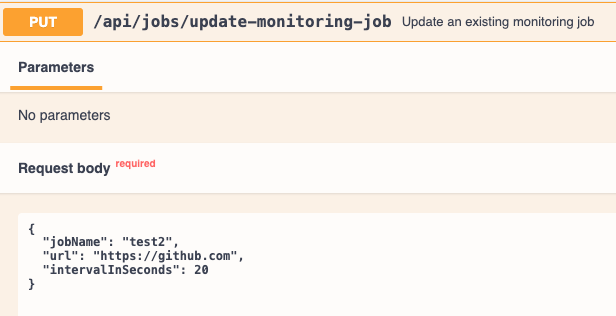 PUT /api/jobs/update-monitoring-job Update an existing monitoring job
Parameters
No parameters
Request body required
{
  "jobName": "test2",
  "url": "https://github.com",
  "intervalInSeconds": 20
}